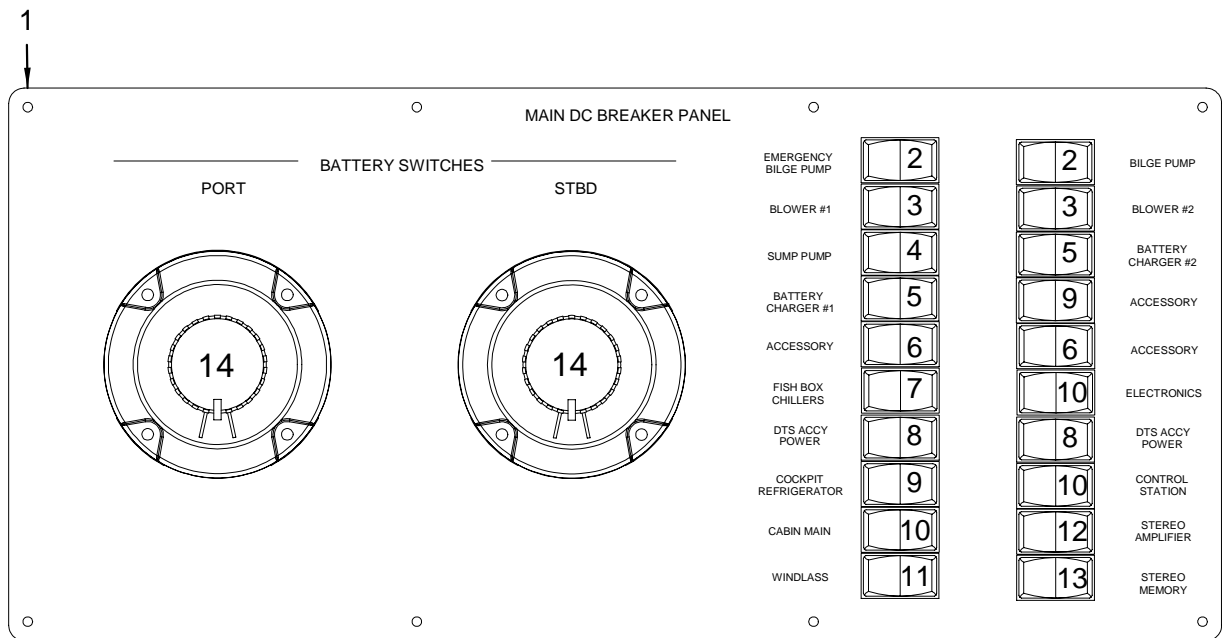 1
MAIN DC BREAKER PANEL
BATTERY SWITCHES
PORT
STBD
14
14
EMERGENCY
BILGE PUMP
2
2
BILGE PUMP
BLOWER #1
3
3
BLOWER #2
SUMP PUMP
4
5
BATTERY
CHARGER #2
BATTERY
CHARGER #1
5
9
ACCESSORY
ACCESSORY
6
6
ACCESSORY
FISH BOX
CHILLERS
7
10
ELECTRONICS
DTS ACCY
POWER
8
8
DTS ACCY
POWER
COCKPIT
REFRIGERATOR
9
10
CONTROL
STATION
CABIN MAIN
10
12
STEREO
AMPLIFIER
WINDLASS
11
13
STEREO
MEMORY